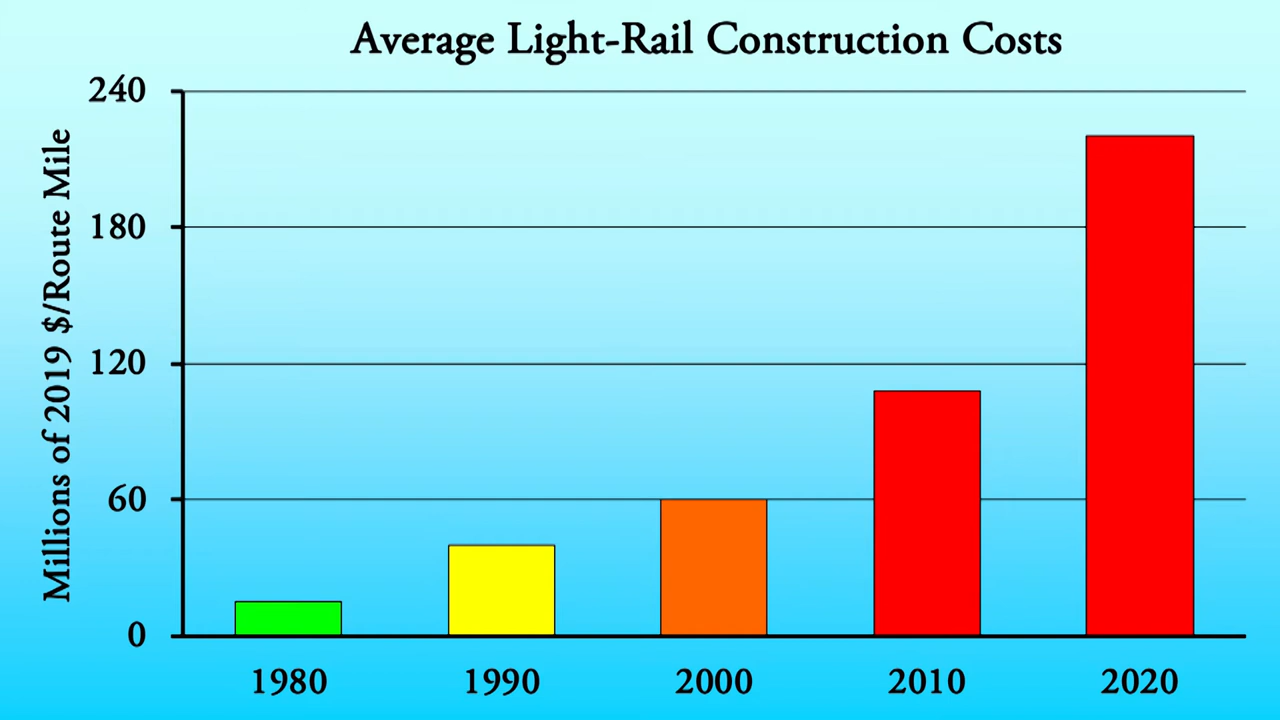 Average Light-Rail Construction Costs
Millions of 2019 $/Route Mile
240
180
120
60
0
1980 1990 2000 2010 2020